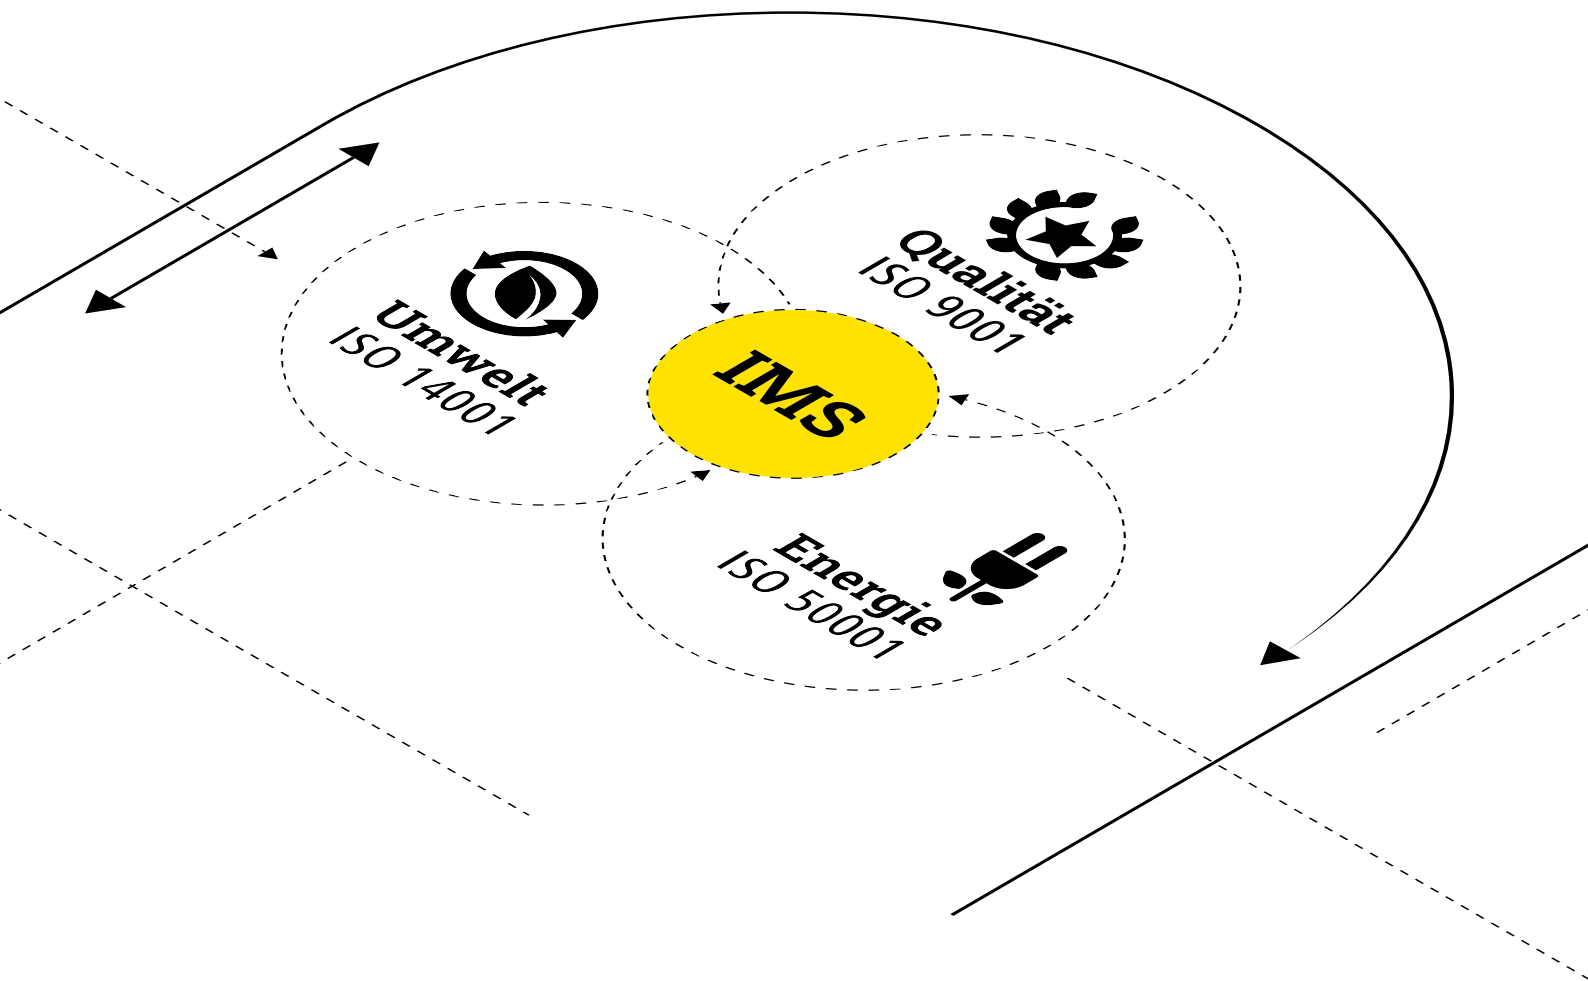 Qualität
ISO 9001
Umwelt
ISO 14001
IMS
Energie
ISO 50001